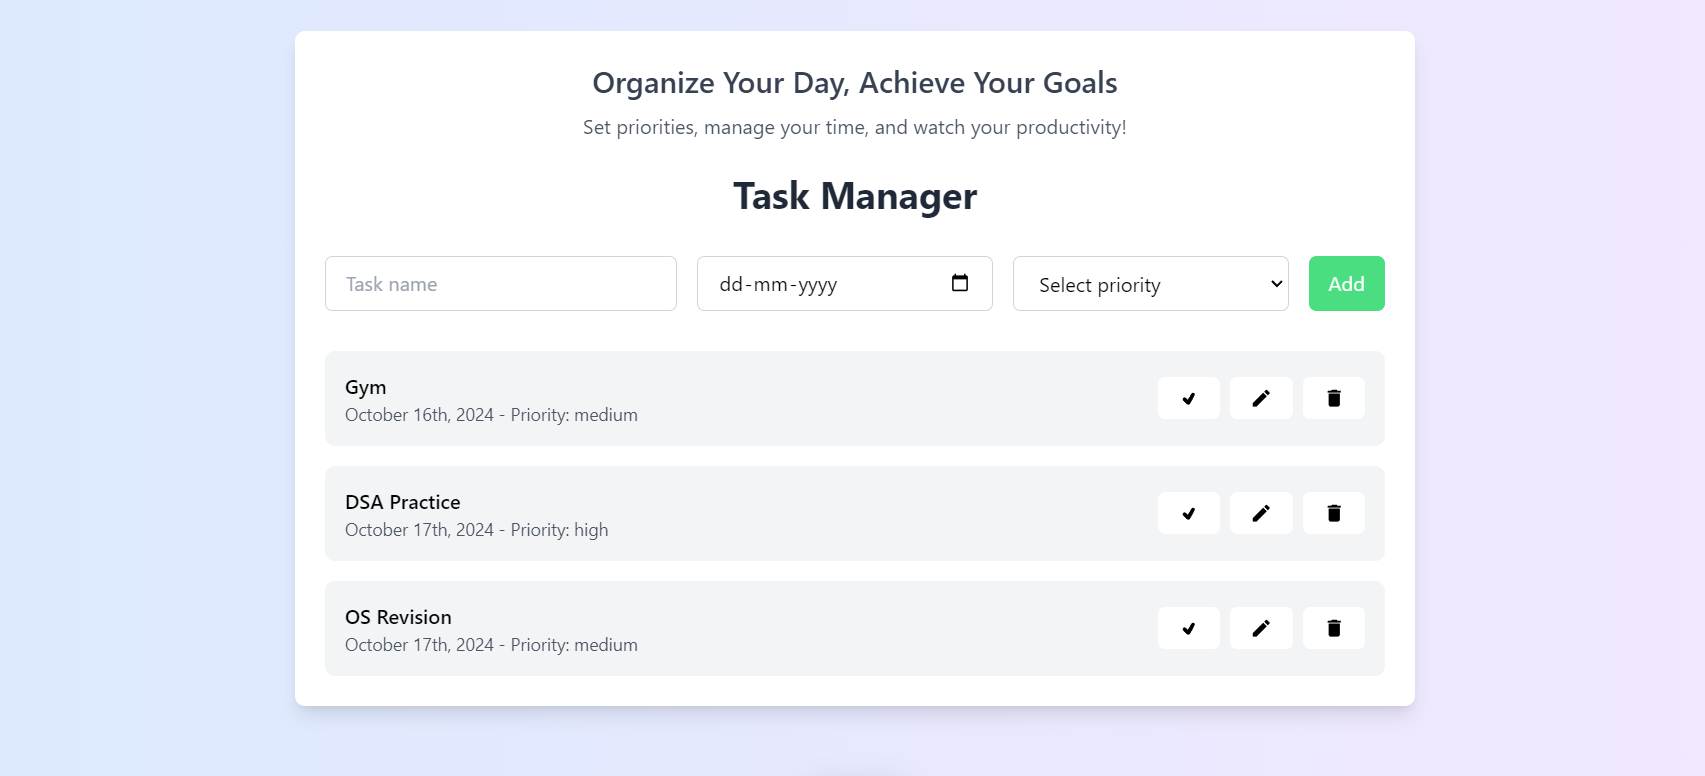 Organize Your Day, Achieve Your Goals
Set priorities, manage your time, and watch your productivity!
Task Manager
Task name
dd-mm-yyyy
Select priority
Add
Gym
October 16th, 2024 - Priority: medium
DSA Practice
October 17th, 2024 - Priority: high
OS Revision
October 17th, 2024 - Priority: medium